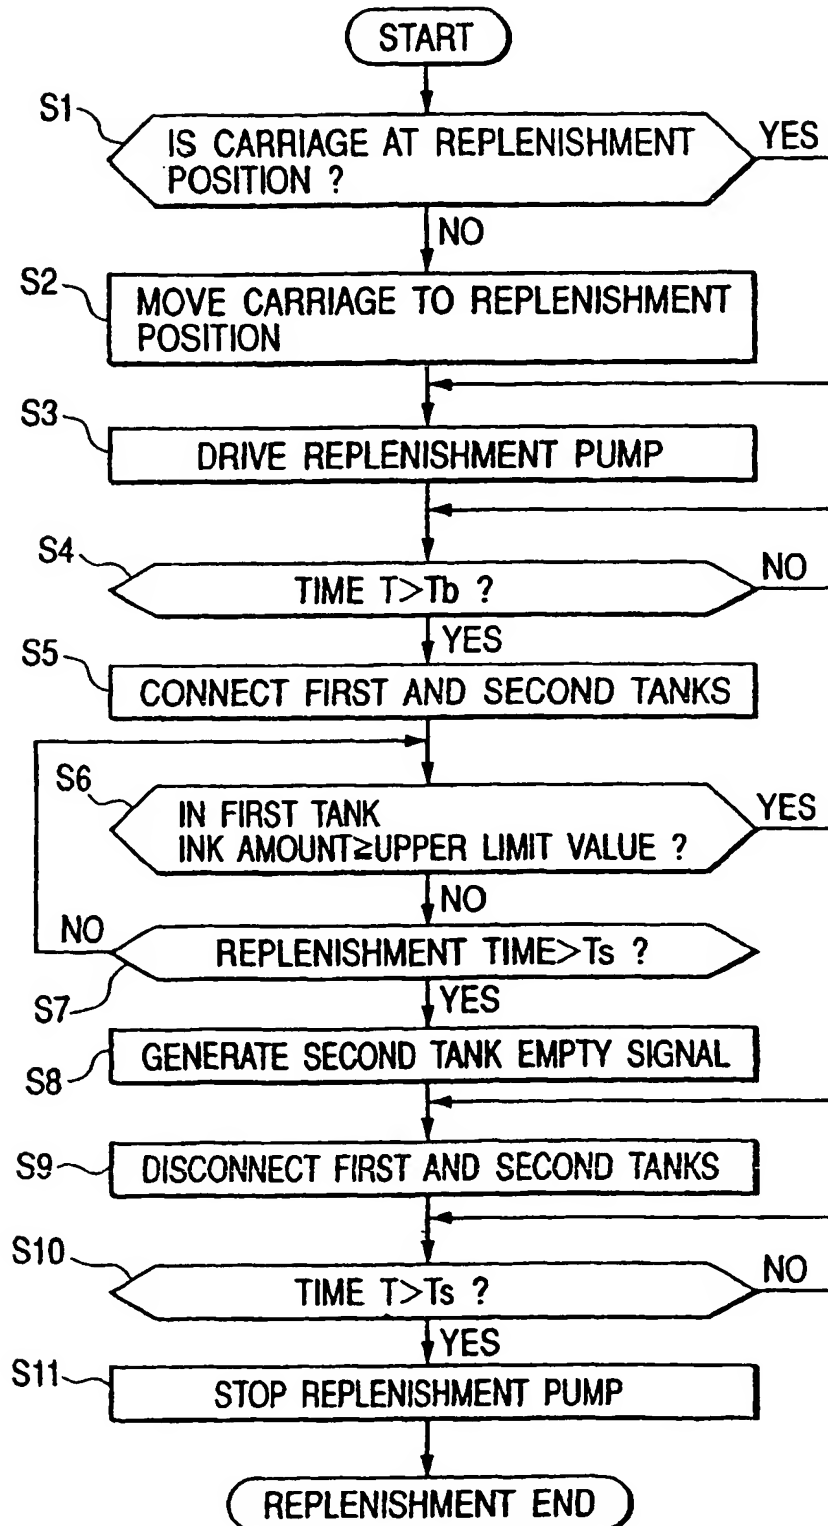 START
S1
IS CARRIAGE AT REPLENISHMENT
POSITION ?
YES
NO
S2
MOVE CARRIAGE TO REPLENISHMENT
POSITION
S3
DRIVE REPLENISHMENT PUMP
S4
TIME T>Tb ?
NO
YES
S5
CONNECT FIRST AND SECOND TANKS
S6
IN FIRST TANK
INK AMOUNT≧UPPER LIMIT VALUE ?
YES
NO
NO
REPLENISHMENT TIME>Ts ?
S7
YES
GENERATE SECOND TANK EMPTY SIGNAL
S8
S9
DISCONNECT FIRST AND SECOND TANKS
S10
TIME T>Ts ?
NO
YES
S11
STOP REPLENISHMENT PUMP
REPLENISHMENT END